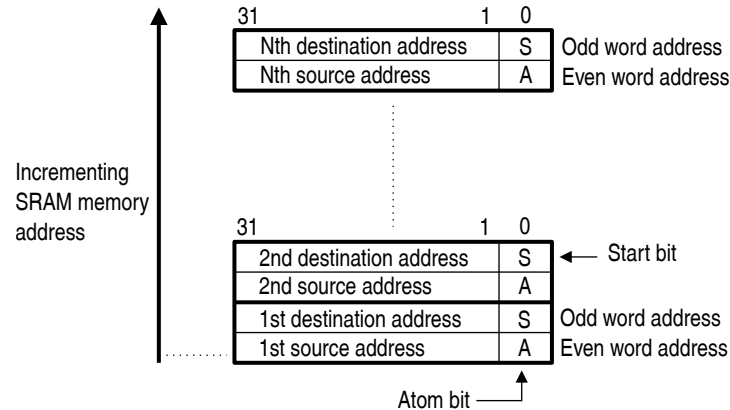 31 1 0
Nth destination address S Odd word address
Nth source address A Even word address
Incrementing
SRAM memory
address
31 1 0
2nd destination address S Start bit
2nd source address A
1st destination address S Odd word address
1st source address A Even word address
Atom bit